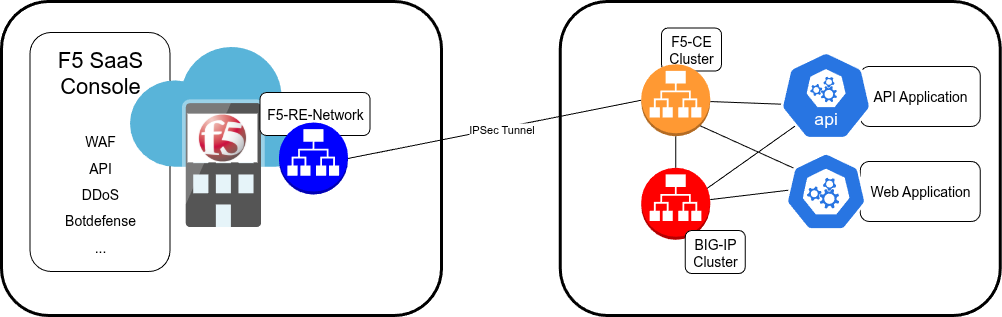 F5 SaaS
Console
WAF
API
DDoS
Botdefense
...
f5
F5-RE-Network
IPSec Tunnel
F5-CE
Cluster
api
API Application
Web Application
BIG-IP
Cluster